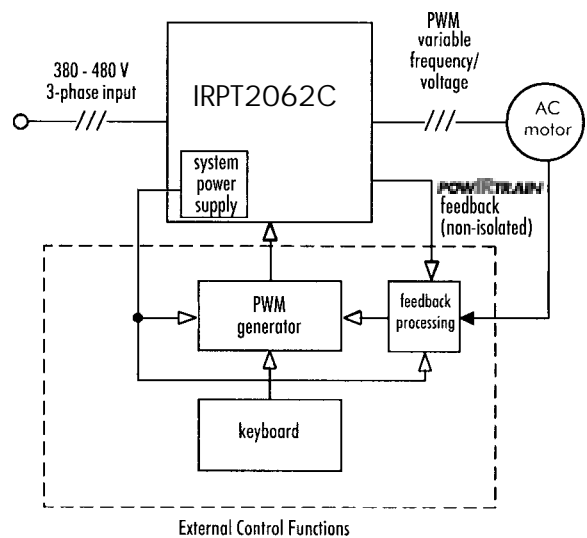 380 - 480 V
3-phase input
IRPT2062C
PWM
variable
frequency/
voltage
AC
motor
system
power
supply
POWIRTRAIN
feedback
(non-isolated)
PWM
generator
feedback
processing
keyboard
External Control Functions